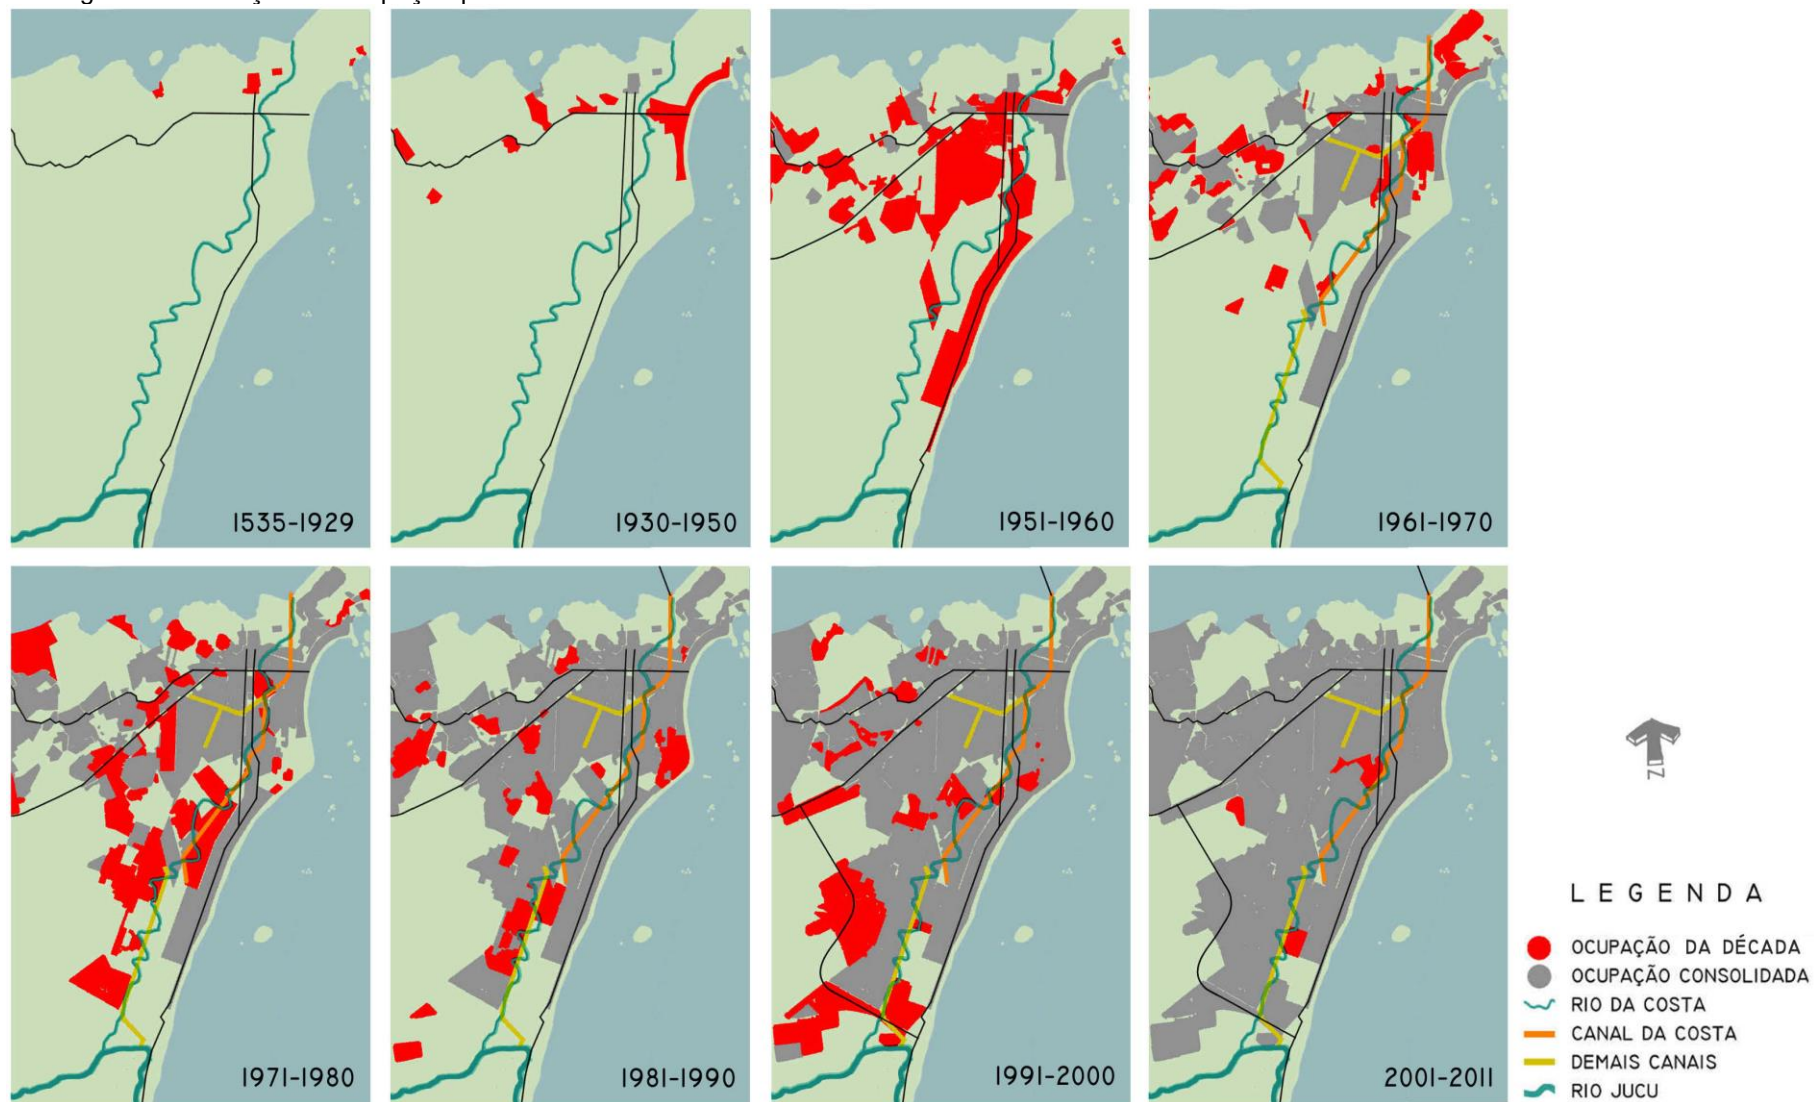 1535-1929
1930-1950
1951-1960
1961-1970
1971-1980
1981-1990
1991-2000
2001-2011
N
LEGENDA
OCUPAÇÃO DA DÉCADA
OCUPAÇÃO CONSOLIDADA
RIO DA COSTA
CANAL DA COSTA
DEMAIS CANAIS
RIO JUCU